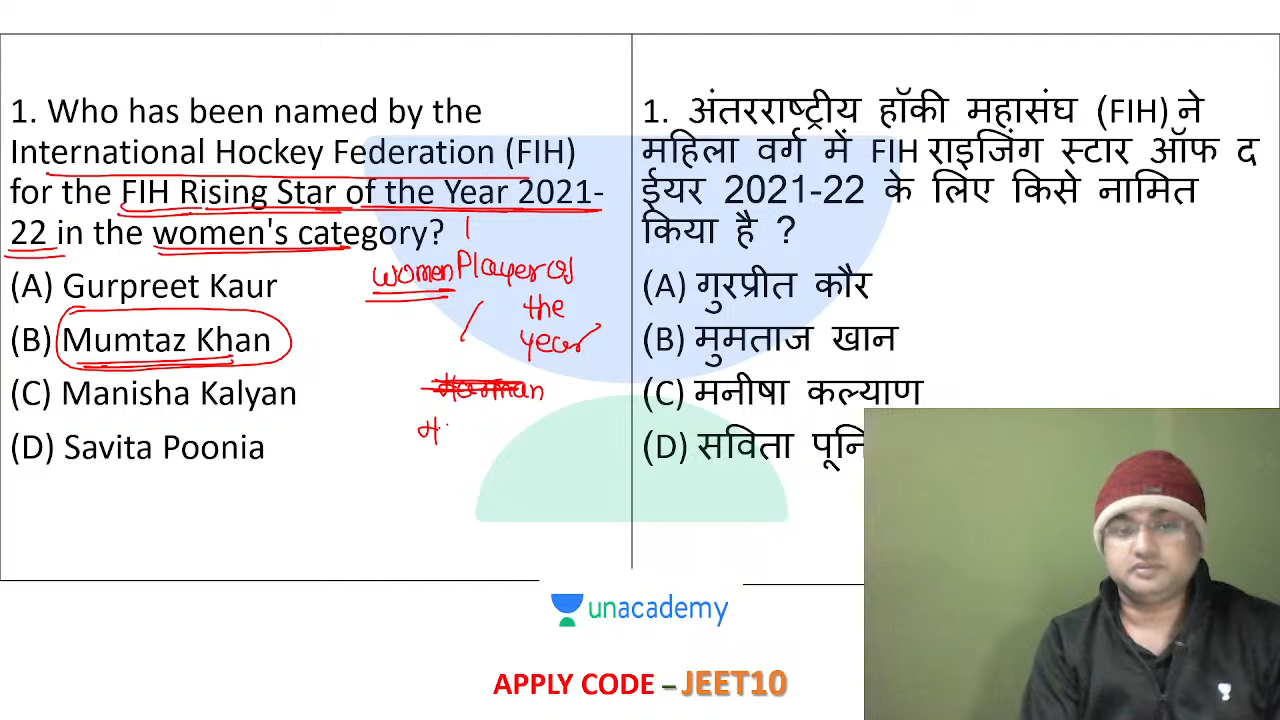 1. Who has been named by the
International Hockey Federation (FIH)
for the FIH Rising Star of the Year 2021-
22 in the women's category?
(A) Gurpreet Kaur
(B) Mumtaz Khan
(C) Manisha Kalyan
(D) Savita Poonia
women Player of
the
year
1. अंतरराष्ट्रीय हॉकी महासंघ (FIH) ने
महिला वर्ग में FIH राइजिंग स्टार ऑफ द
ईयर 2021-22 के लिए किसे नामित
किया है ?
(A) गुरप्रीत कौर
(B) मुमताज खान
(C) मनीषा कल्याण
(D) सविता पूनि
unacademy
APPLY CODE – JEET10